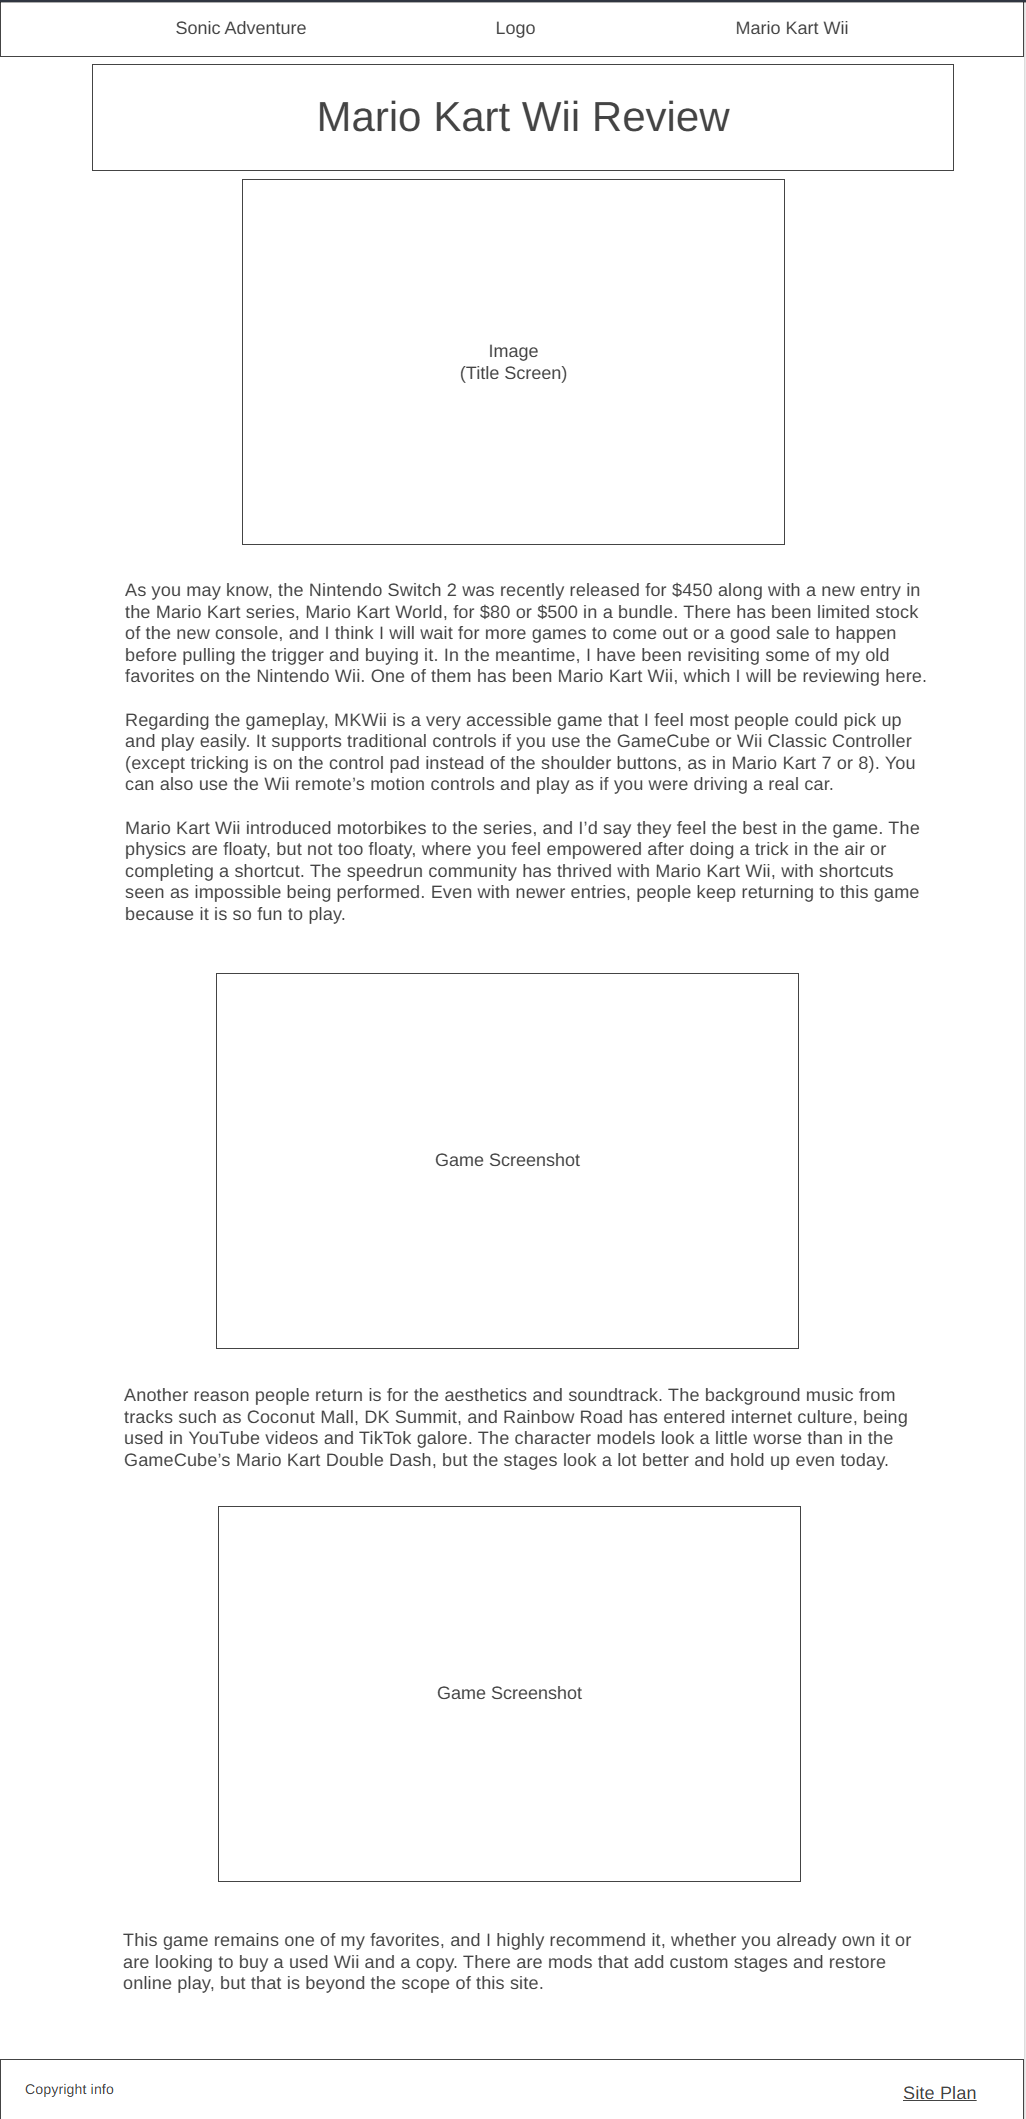 Sonic Adventure Logo Mario Kart Wii
Mario Kart Wii Review
Image
(Title Screen)
As you may know, the Nintendo Switch 2 was recently released for $450 along with a new entry in
the Mario Kart series, Mario Kart World, for $80 or $500 in a bundle. There has been limited stock
of the new console, and I think I will wait for more games to come out or a good sale to happen
before pulling the trigger and buying it. In the meantime, I have been revisiting some of my old
favorites on the Nintendo Wii. One of them has been Mario Kart Wii, which I will be reviewing here.
Regarding the gameplay, MKWii is a very accessible game that I feel most people could pick up
and play easily. It supports traditional controls if you use the GameCube or Wii Classic Controller
(except tricking is on the control pad instead of the shoulder buttons, as in Mario Kart 7 or 8). You
can also use the Wii remote’s motion controls and play as if you were driving a real car.
Mario Kart Wii introduced motorbikes to the series, and I’d say they feel the best in the game. The
physics are floaty, but not too floaty, where you feel empowered after doing a trick in the air or
completing a shortcut. The speedrun community has thrived with Mario Kart Wii, with shortcuts
seen as impossible being performed. Even with newer entries, people keep returning to this game
because it is so fun to play.
Game Screenshot
Another reason people return is for the aesthetics and soundtrack. The background music from
tracks such as Coconut Mall, DK Summit, and Rainbow Road has entered internet culture, being
used in YouTube videos and TikTok galore. The character models look a little worse than in the
GameCube’s Mario Kart Double Dash, but the stages look a lot better and hold up even today.
Game Screenshot
This game remains one of my favorites, and I highly recommend it, whether you already own it or
are looking to buy a used Wii and a copy. There are mods that add custom stages and restore
online play, but that is beyond the scope of this site.
Copyright info Site Plan